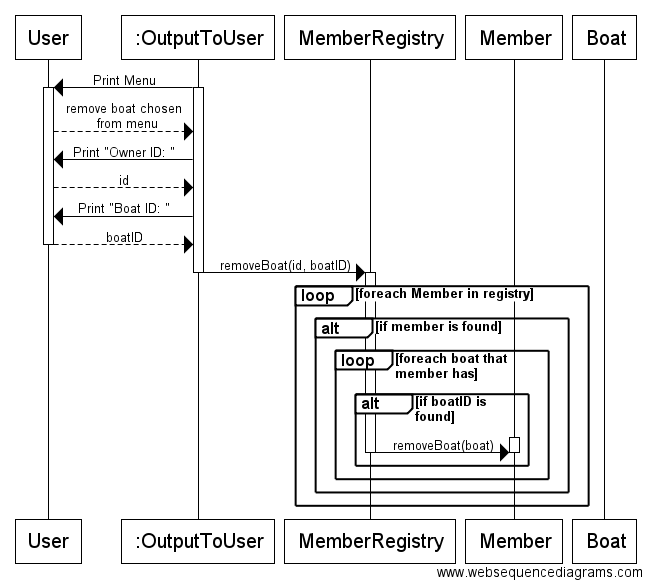 User :OutputToUser MemberRegistry Member Boat
Print Menu
remove boat chosen
from menu
Print "Owner ID: "
id
Print "Boat ID: "
boatID
removeBoat(id, boatID)
loop [foreach Member in registry]
alt [if member is found]
loop [foreach boat that
member has]
alt [if boatID is
found]
removeBoat(boat)
User :OutputToUser MemberRegistry Member Boat
www.websequencediagrams.com